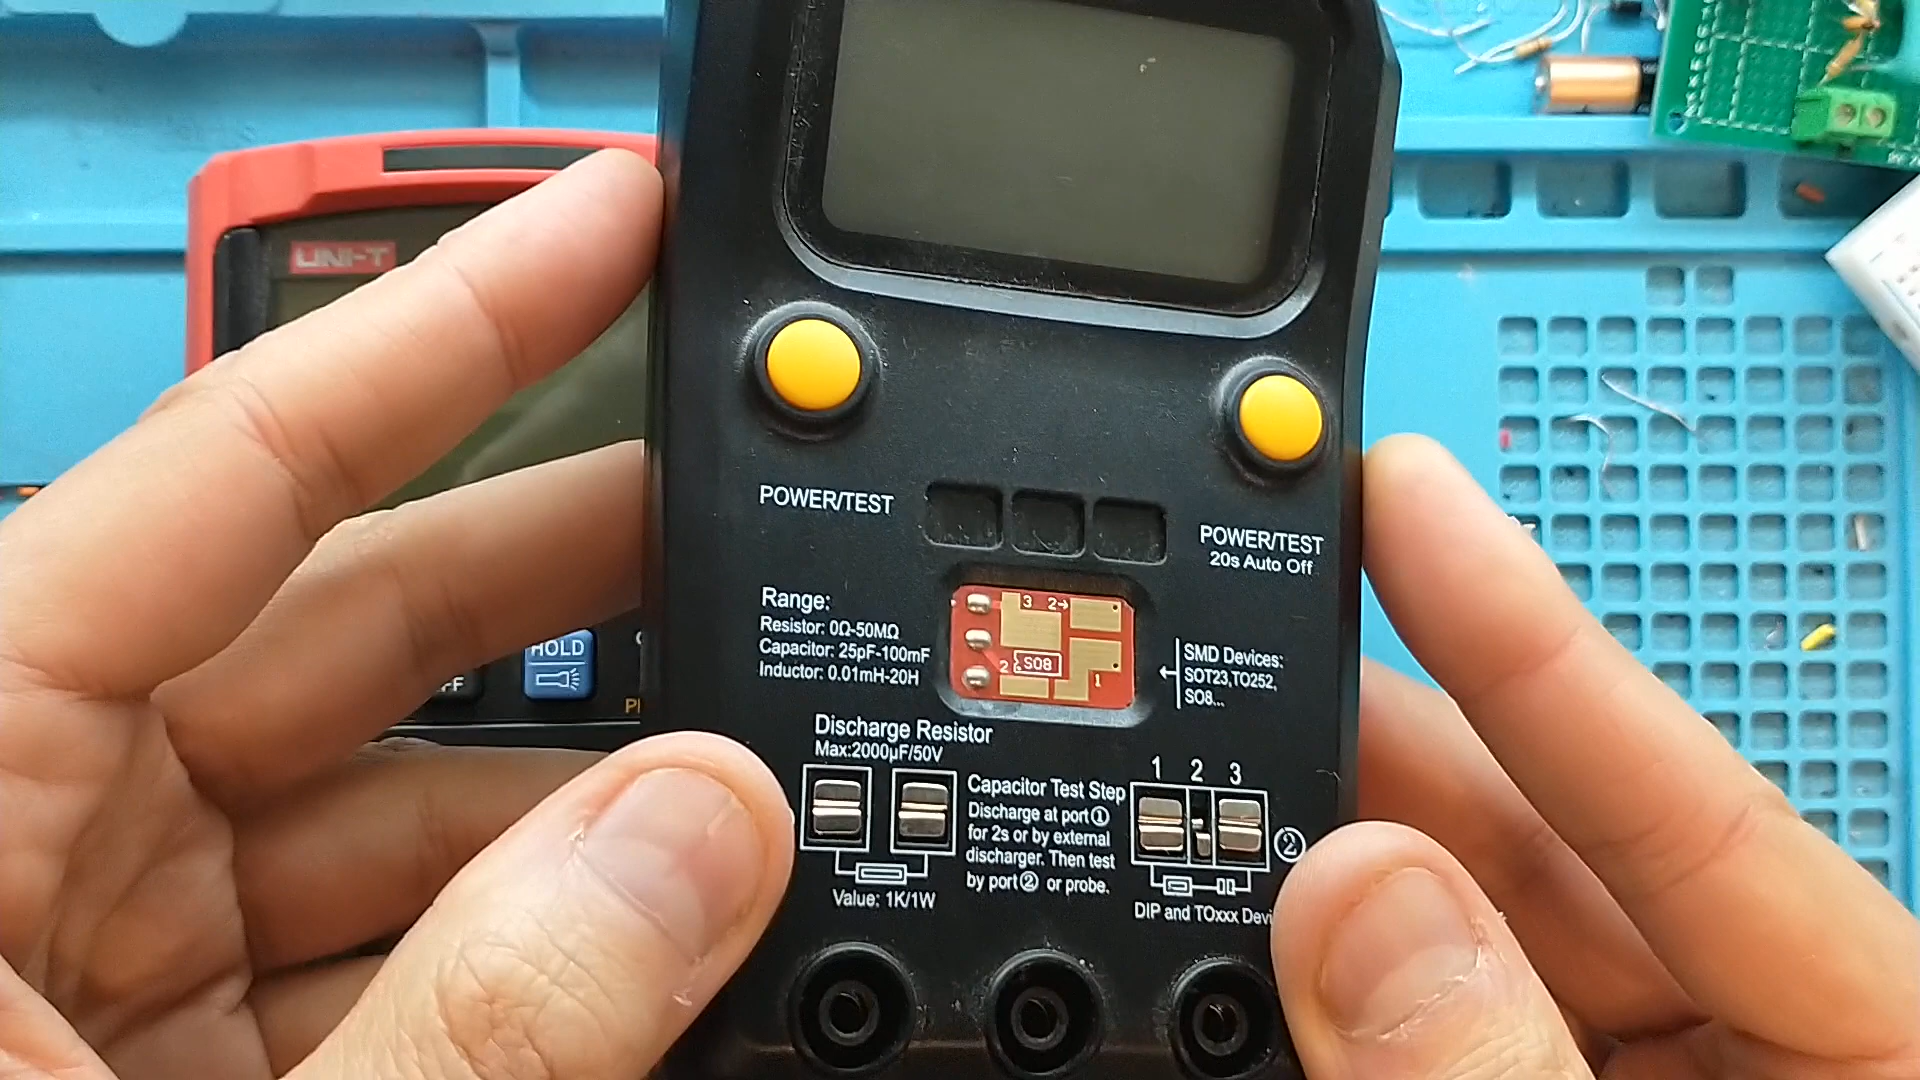 UNI-T
POWER/TEST
POWER/TEST
20s Auto Off
Range:
Resistor: 0Ω-50MΩ
Capacitor: 25pF-100mF
Inductor: 0.01mH-20H
3 2→
2 SO8
1
SMD Devices:
SOT23,TO252,
SO8...
HOLD
Discharge Resistor
Max:2000µF/50V
Value: 1K/1W
Capacitor Test Step
Discharge at port①
for 2s or by external
discharger. Then test
by port② or probe.
1 2 3
②
DIP and TOxxx